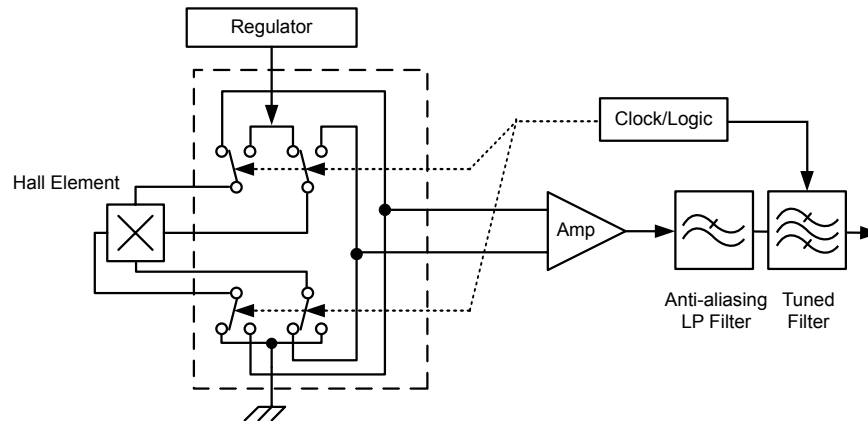 Regulator
Clock/Logic
Hall Element
Amp
Anti-aliasing
LP Filter
Tuned
Filter